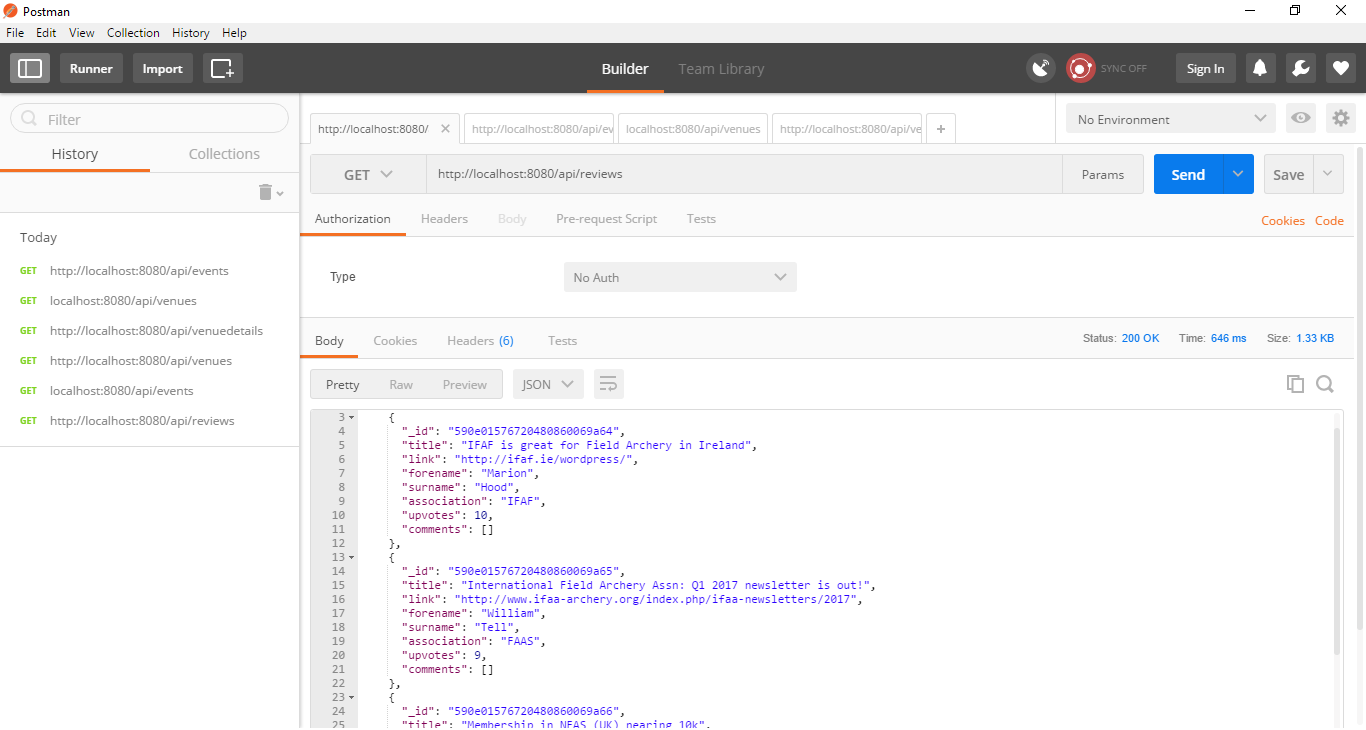 Postman
File Edit View Collection History Help
Runner Import Builder Team Library SYNC OFF Sign In
Filter
History Collections
Today
GET http://localhost:8080/api/events
GET localhost:8080/api/venues
GET http://localhost:8080/api/venuedetails
GET http://localhost:8080/api/venues
GET localhost:8080/api/events
GET http://localhost:8080/api/reviews
http://localhost:8080/ http://localhost:8080/api/ev localhost:8080/api/venues http://localhost:8080/api/ve + No Environment
GET http://localhost:8080/api/reviews Params Send Save
Authorization Headers Body Pre-request Script Tests Cookies Code
Type No Auth
Body Cookies Headers (6) Tests Status: 200 OK Time: 646 ms Size: 1.33 KB
Pretty Raw Preview JSON
3 {
4 "_id": "590e01576720480860069a64",
5 "title": "IFAF is great for Field Archery in Ireland",
6 "link": "http://ifaf.ie/wordpress/",
7 "forename": "Marion",
8 "surname": "Hood",
9 "association": "IFAF",
10 "upvotes": 10,
11 "comments": []
12 },
13 {
14 "_id": "590e01576720480860069a65",
15 "title": "International Field Archery Assn: Q1 2017 newsletter is out!",
16 "link": "http://www.ifaa-archery.org/index.php/ifaa-newsletters/2017",
17 "forename": "William",
18 "surname": "Tell",
19 "association": "FAAS",
20 "upvotes": 9,
21 "comments": []
22 },
23 {
24 "_id": "590e01576720480860069a66",
25 "title": "Membership in NFAS (UK) nearing 10k",